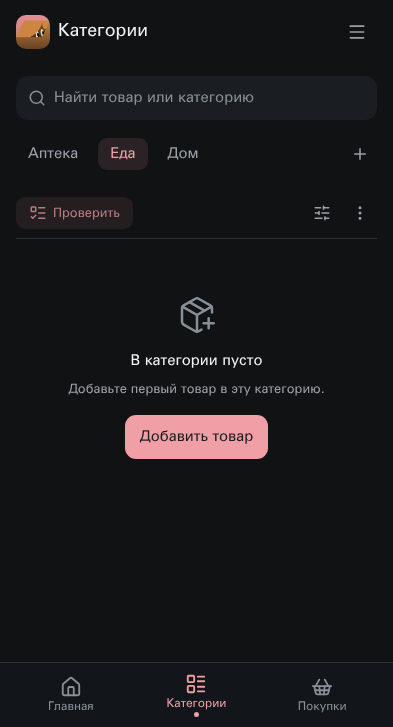 Категории
Найти товар или категорию
Аптека Еда Дом
Проверить
В категории пусто
Добавьте первый товар в эту категорию.
Добавить товар
Главная Категории Покупки